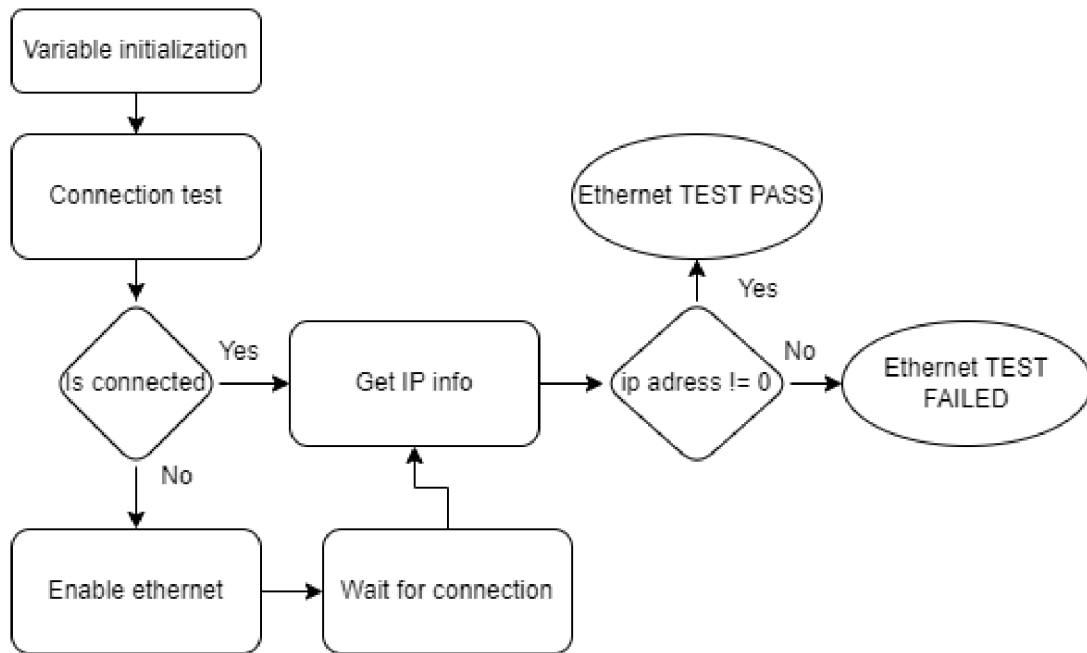 Variable initialization
Connection test
Is connected
Yes
No
Get IP info
Enable ethernet
Wait for connection
ip adress != 0
Yes
Ethernet TEST PASS
No
Ethernet TEST
FAILED